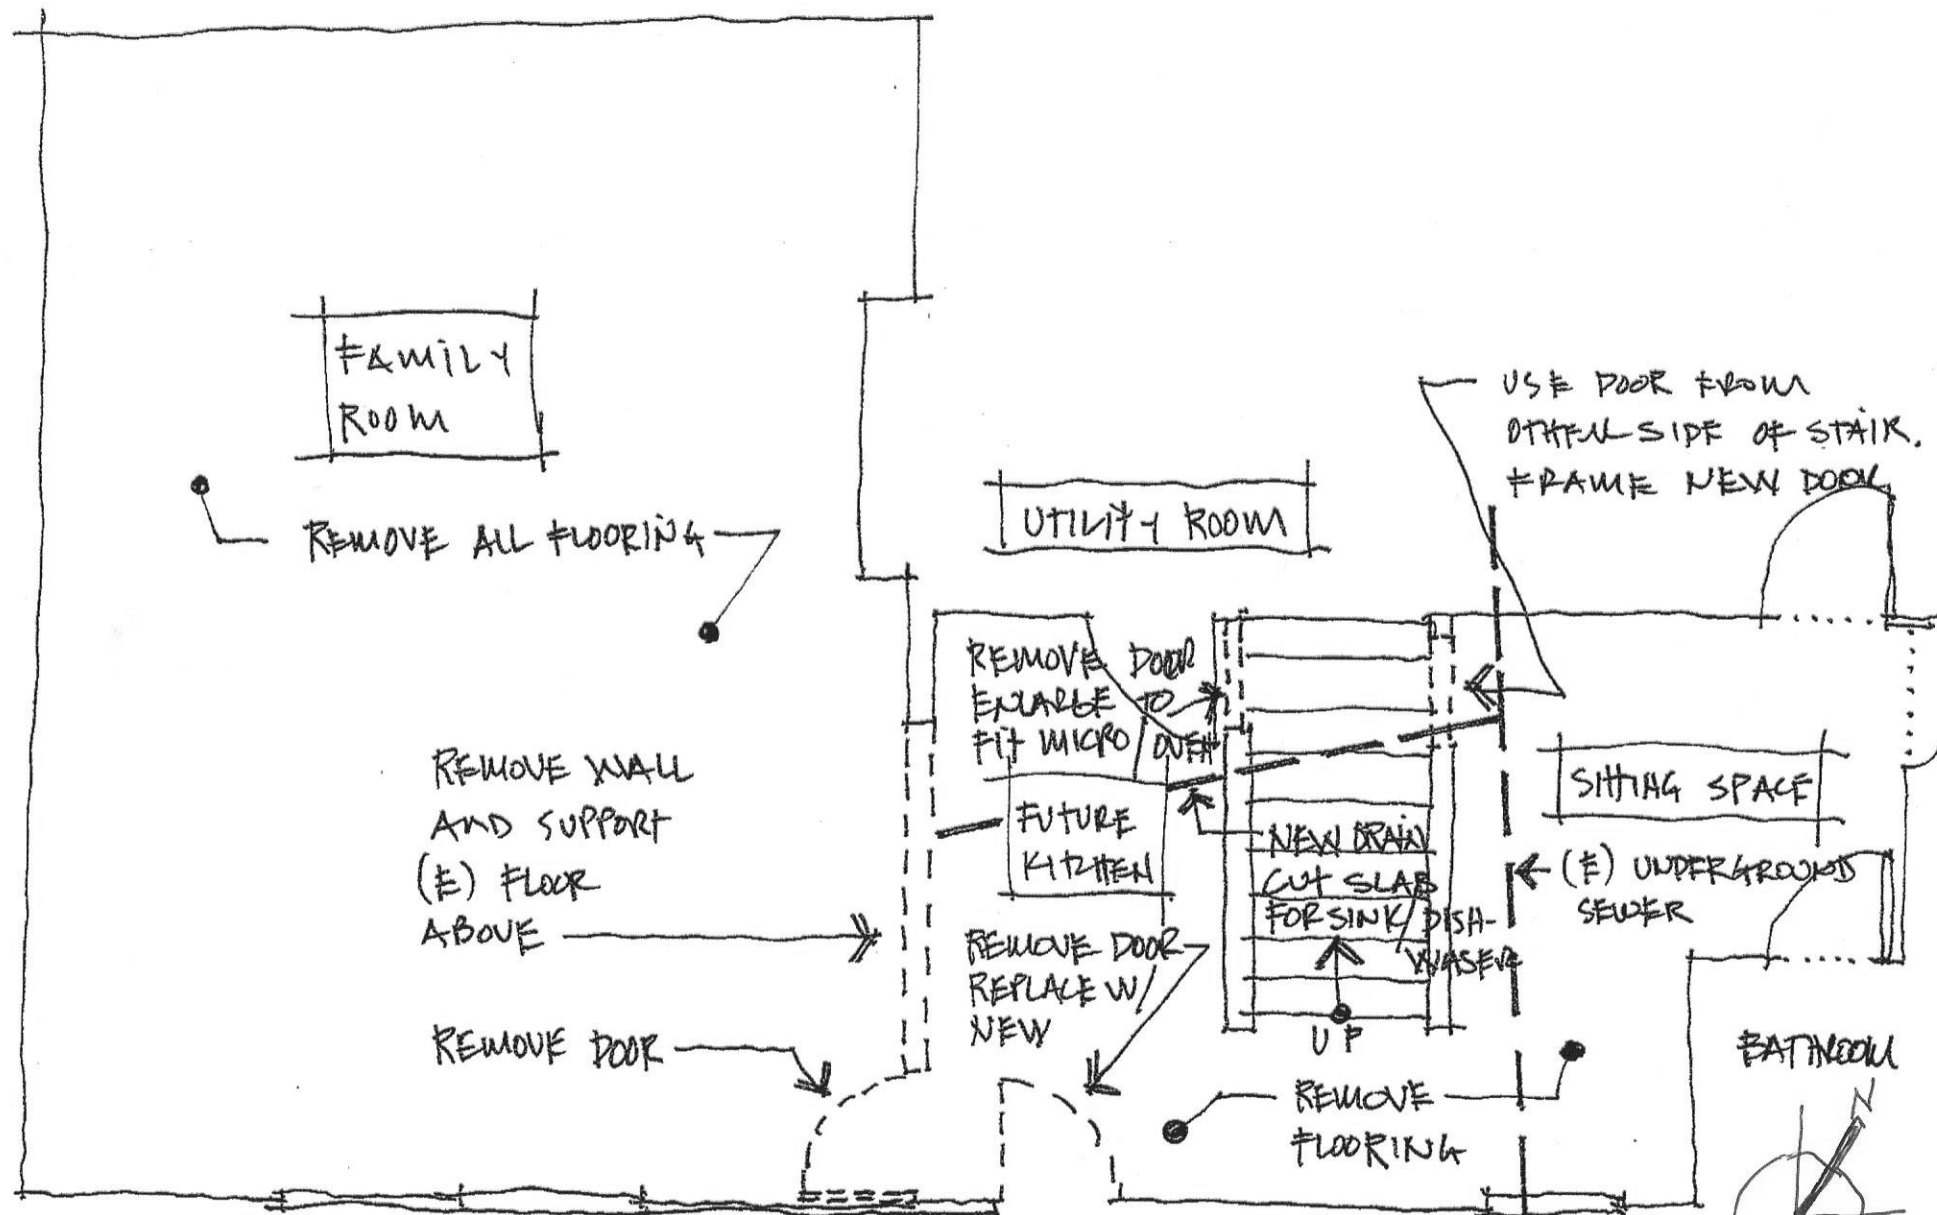 FAMILY
ROOM
REMOVE ALL FLOORING
UTILITY ROOM
USE DOOR FROM
OTHER SIDE OF STAIR.
FRAME NEW DOOR
REMOVE DOOR
ENLARGE TO
FIT MICRO OVEN
REMOVE WALL
AND SUPPORT
(E) FLOOR
ABOVE
FUTURE
KITCHEN
NEW DRAIN
CUT SLAB
FOR SINK/DISH-
WASER
SITTING SPACE
(E) UNDERGROUND
SEWER
REMOVE DOOR
REPLACE W/
NEW
REMOVE DOOR
UP
REMOVE
FLOORING
BATHROOM
N